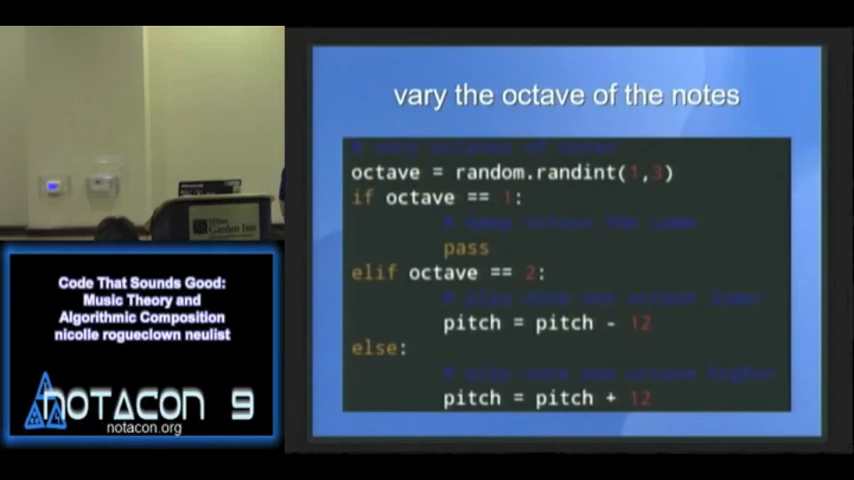 vary the octave of the notes
# vary octaves of notes
octave = random.randint(1,3)
if octave == 1:
# keep octave the same
pass
elif octave == 2:
# play note one octave lower
pitch = pitch - 12
else:
# play note one octave higher
pitch = pitch + 12
Hilton
Garden Inn
Code That Sounds Good:
Music Theory and
Algorithmic Composition
nicolle rogueclown neulist
NOTACON 9
notacon.org